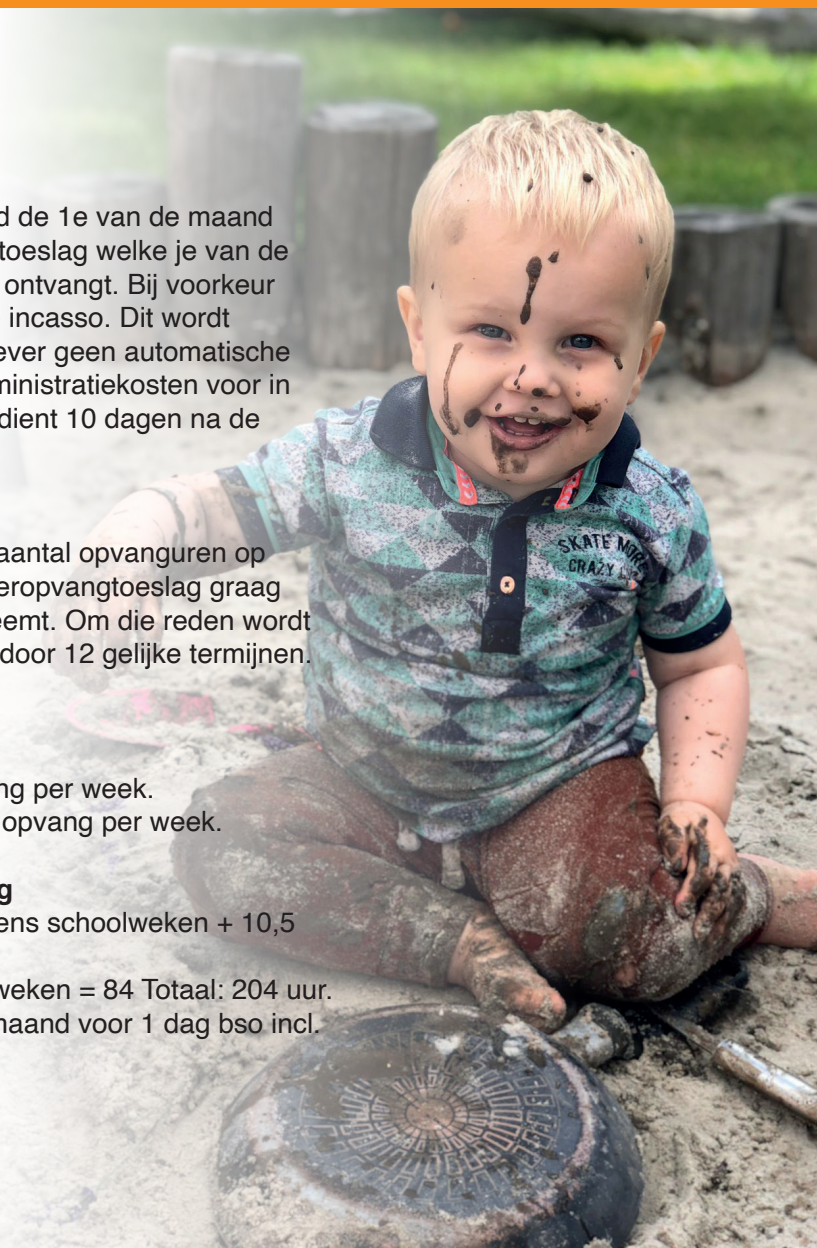 d de 1e van de maand
toeslag welke je van de
ontvangt. Bij voorkeur
incasso. Dit wordt
ever geen automatische
ministratiekosten voor in
dient 10 dagen na de
aantal opvanguren op
eropvangtoeslag graag
eemt. Om die reden wordt
door 12 gelijke termijnen.
ng per week.
opvang per week.
g
ens schoolweken + 10,5
weken = 84 Totaal: 204 uur.
naand voor 1 dag bso incl.
SKATE MORE
CRAZY